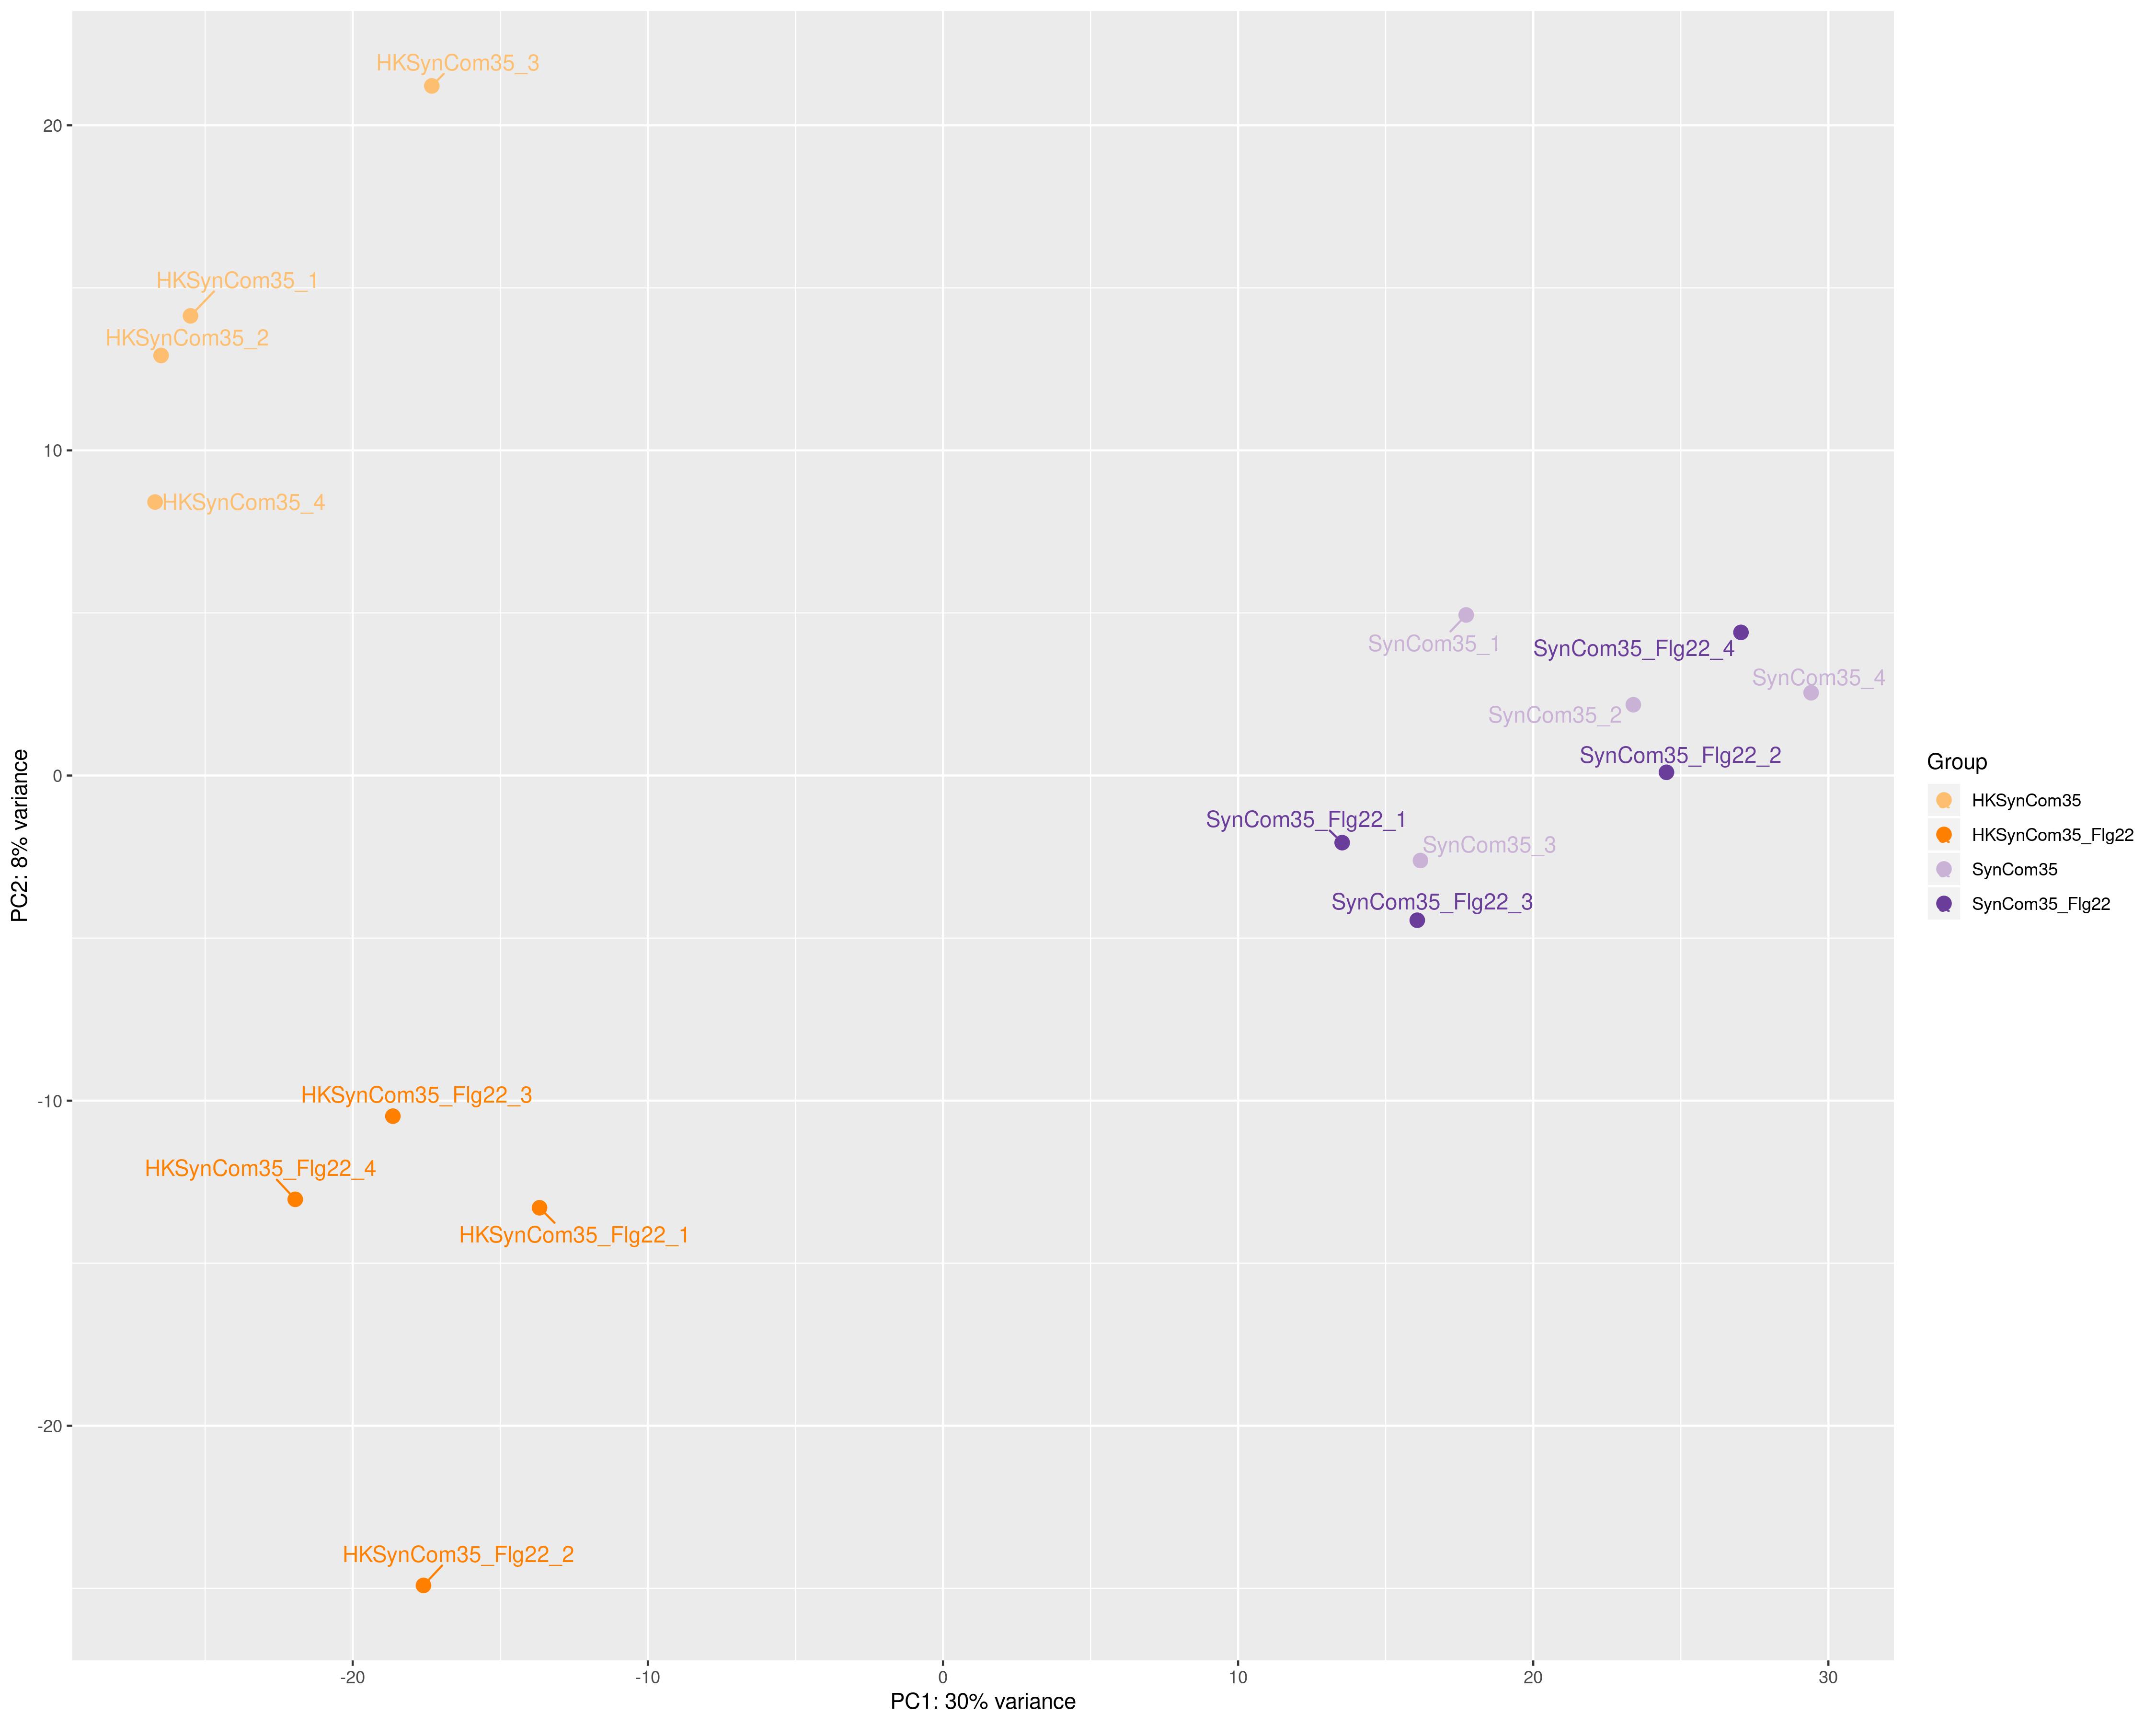 HKSynCom35_3
20
HKSynCom35_1
HKSynCom35_2
10
HKSynCom35_4
SynCom35_1
SynCom35_Flg22_4
SynCom35_4
SynCom35_2
SynCom35_Flg22_2
0
SynCom35_Flg22_1
SynCom35_3
SynCom35_Flg22_3
PC2: 8% variance
Group
HKSynCom35
HKSynCom35_Flg22
SynCom35
SynCom35_Flg22
HKSynCom35_Flg22_3
-10
HKSynCom35_Flg22_4
HKSynCom35_Flg22_1
-20
HKSynCom35_Flg22_2
-20 -10 0 10 20 30
PC1: 30% variance